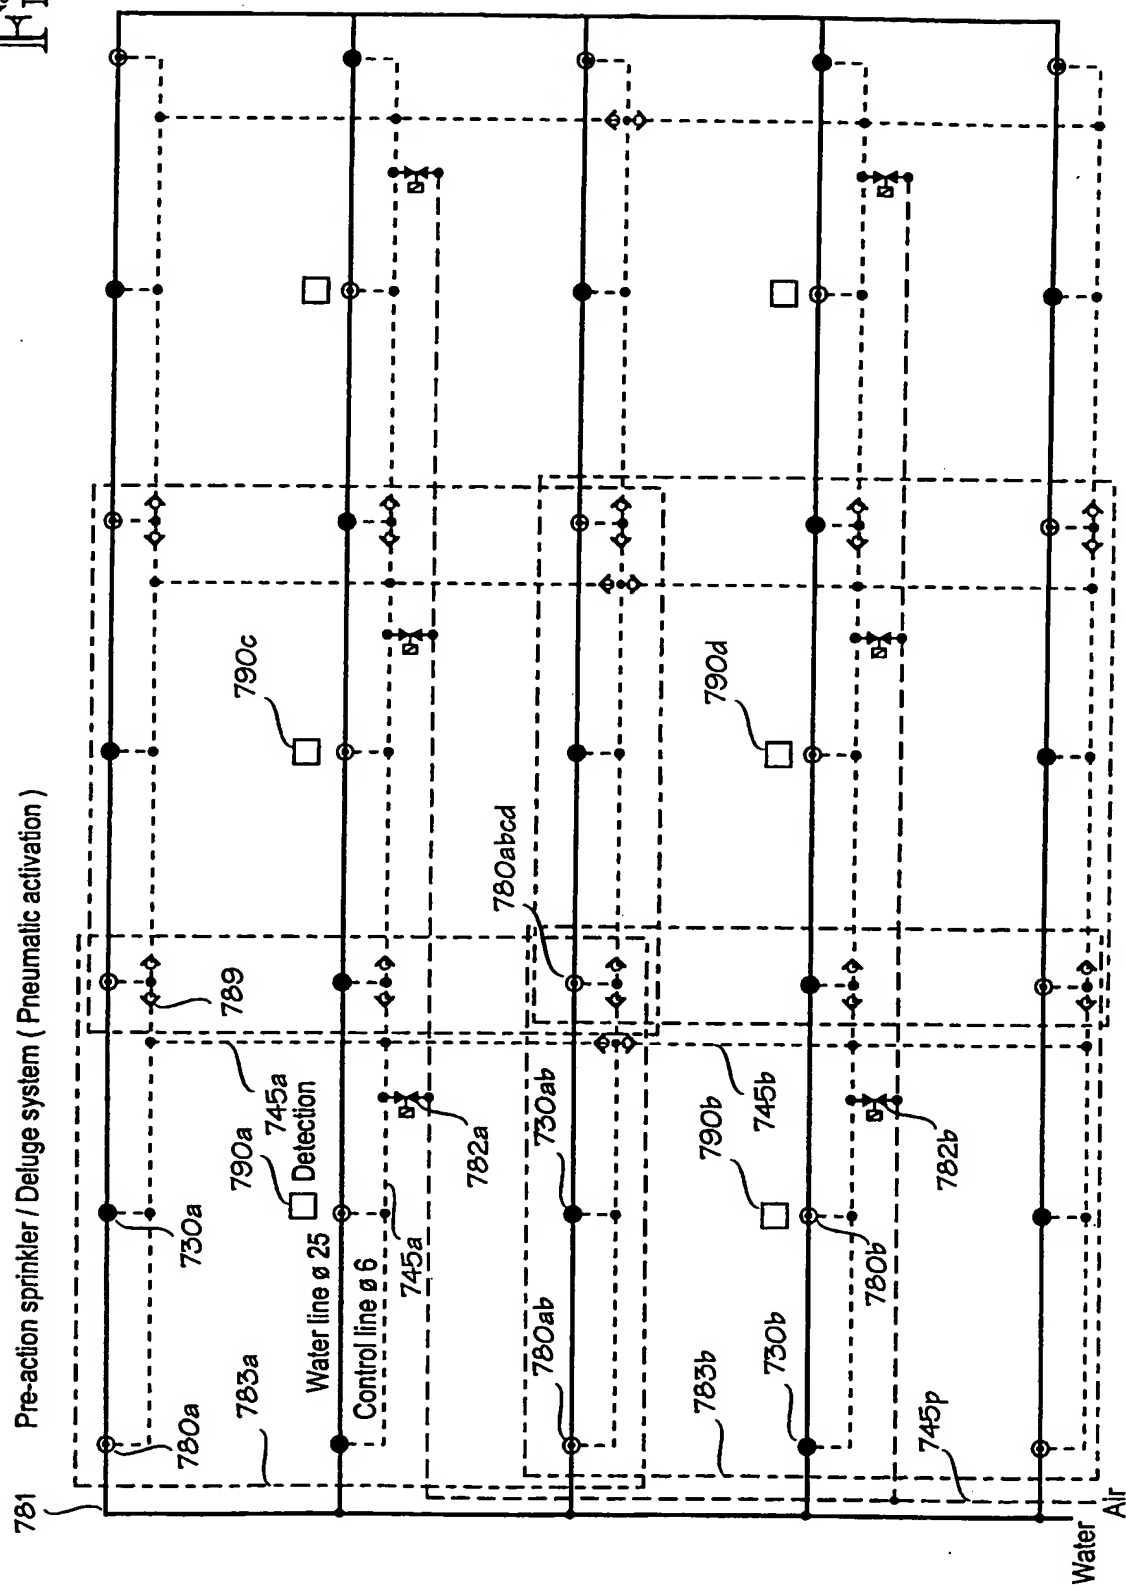 781
Pre-action sprinkler / Deluge system ( Pneumatic activation )
780a
783a
730a
790a
745a
Detection
789
790c
Water line ø 25
Control line ø 6
745a
782a
780ab
730ab
780abcd
783b
730b
780b
790b
745b
782b
790d
745p
Water
Air